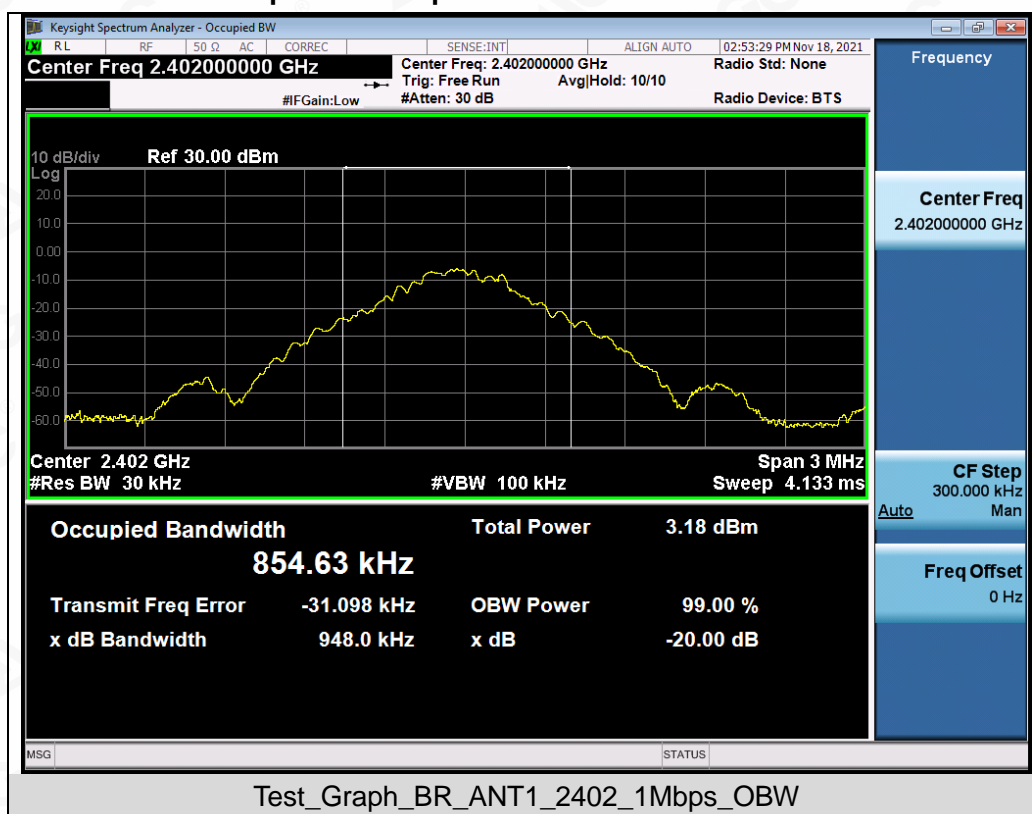 Keysight Spectrum Analyzer - Occupied BW
LXI RL RF 50 Ω AC CORREC SENSE:INT ALIGN AUTO 02:53:29 PM Nov 18, 2021
Center Freq 2.402000000 GHz Center Freq: 2.402000000 GHz Radio Std: None
Trig: Free Run Avg|Hold: 10/10
#IFGain:Low #Atten: 30 dB Radio Device: BTS
Frequency
10 dB/div Ref 30.00 dBm
Log
20.0
10.0
0.00
-10.0
-20.0
-30.0
-40.0
-50.0
-60.0
Center 2.402 GHz Span 3 MHz
#Res BW 30 kHz #VBW 100 kHz Sweep 4.133 ms
Center Freq
2.402000000 GHz
CF Step
300.000 kHz
Auto Man
Freq Offset
0 Hz
Occupied Bandwidth Total Power 3.18 dBm
854.63 kHz
Transmit Freq Error -31.098 kHz OBW Power 99.00 %
x dB Bandwidth 948.0 kHz x dB -20.00 dB
MSG STATUS
Test_Graph_BR_ANT1_2402_1Mbps_OBW